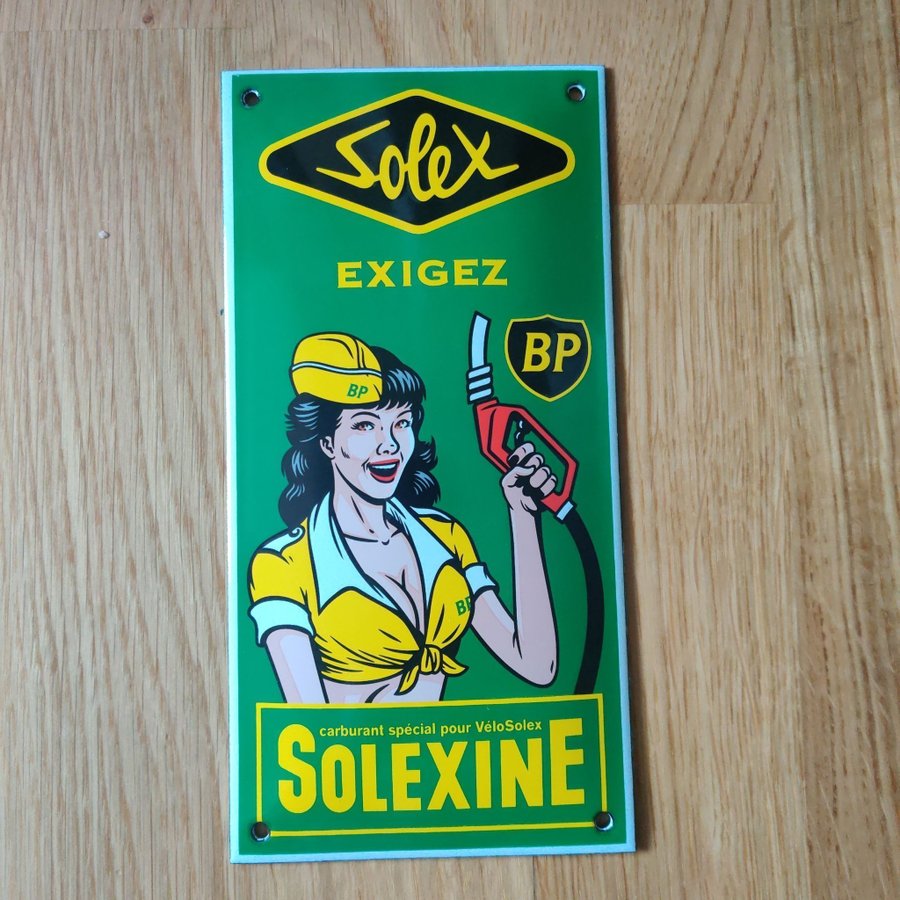 Solex
EXIGEZ
BP
BP
BP
carburant spécial pour VéloSolex
SOLEXINE